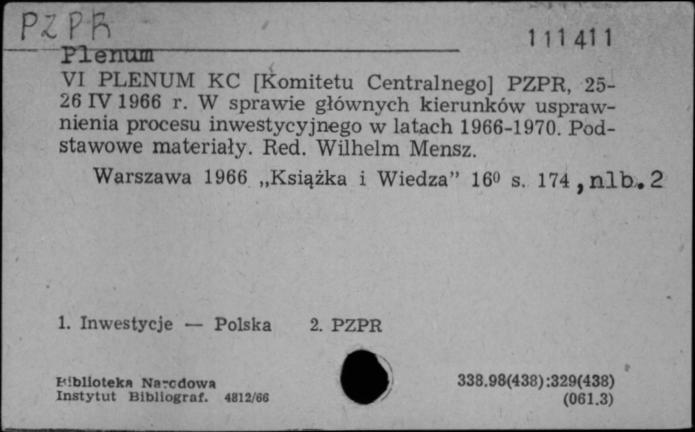 PZPR
111411
Plenum
VI PLENUM KC [Komitetu Centralnego] PZPR, 25-
26 IV 1966 r. W sprawie głównych kierunków uspraw-
nienia procesu inwestycyjnego w latach 1966-1970. Pod-
stawowe materiały. Red. Wilhelm Mensz.
Warszawa 1966 „Książka i Wiedza” 16⁰ s. 174, nlb. 2
1. Inwestycje — Polska 2. PZPR
Biblioteka Narodowa
Instytut Bibliograf. 4812/66
338.98(438):329(438)
(061.3)